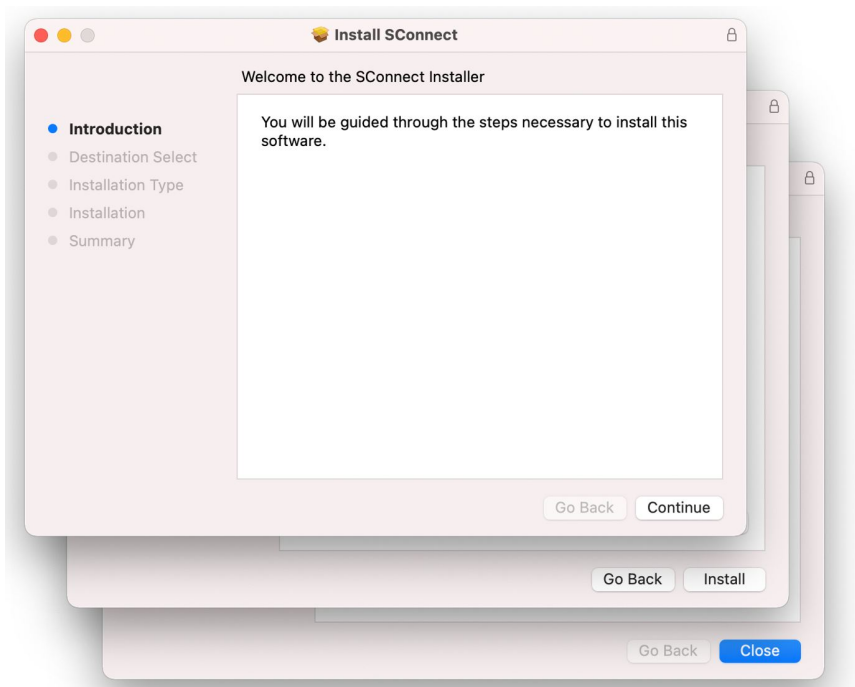 Install SConnect
Welcome to the SConnect Installer
Introduction
Destination Select
Installation Type
Installation
Summary
You will be guided through the steps necessary to install this
software.
Go Back
Continue
Go Back
Install
Go Back
Close